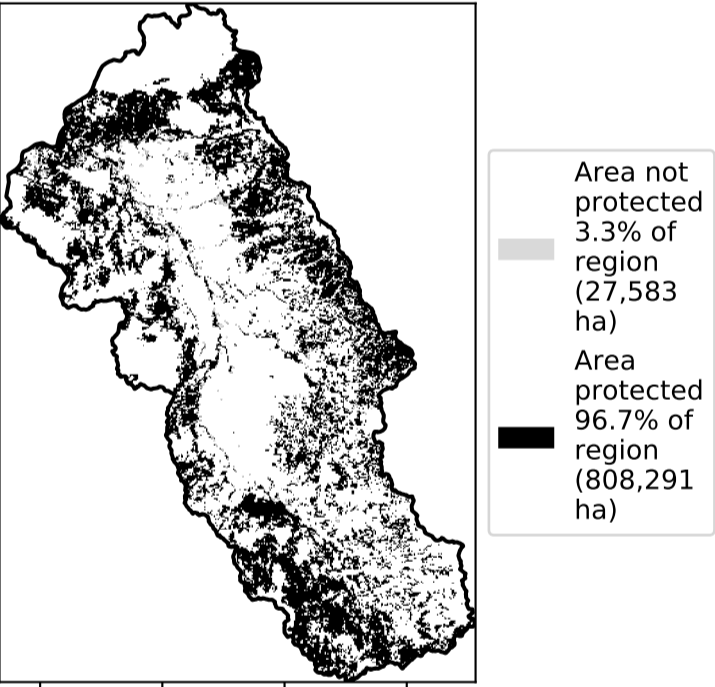 Area not
protected
3.3% of
region
(27,583
ha)
Area
protected
96.7% of
region
(808,291
ha)